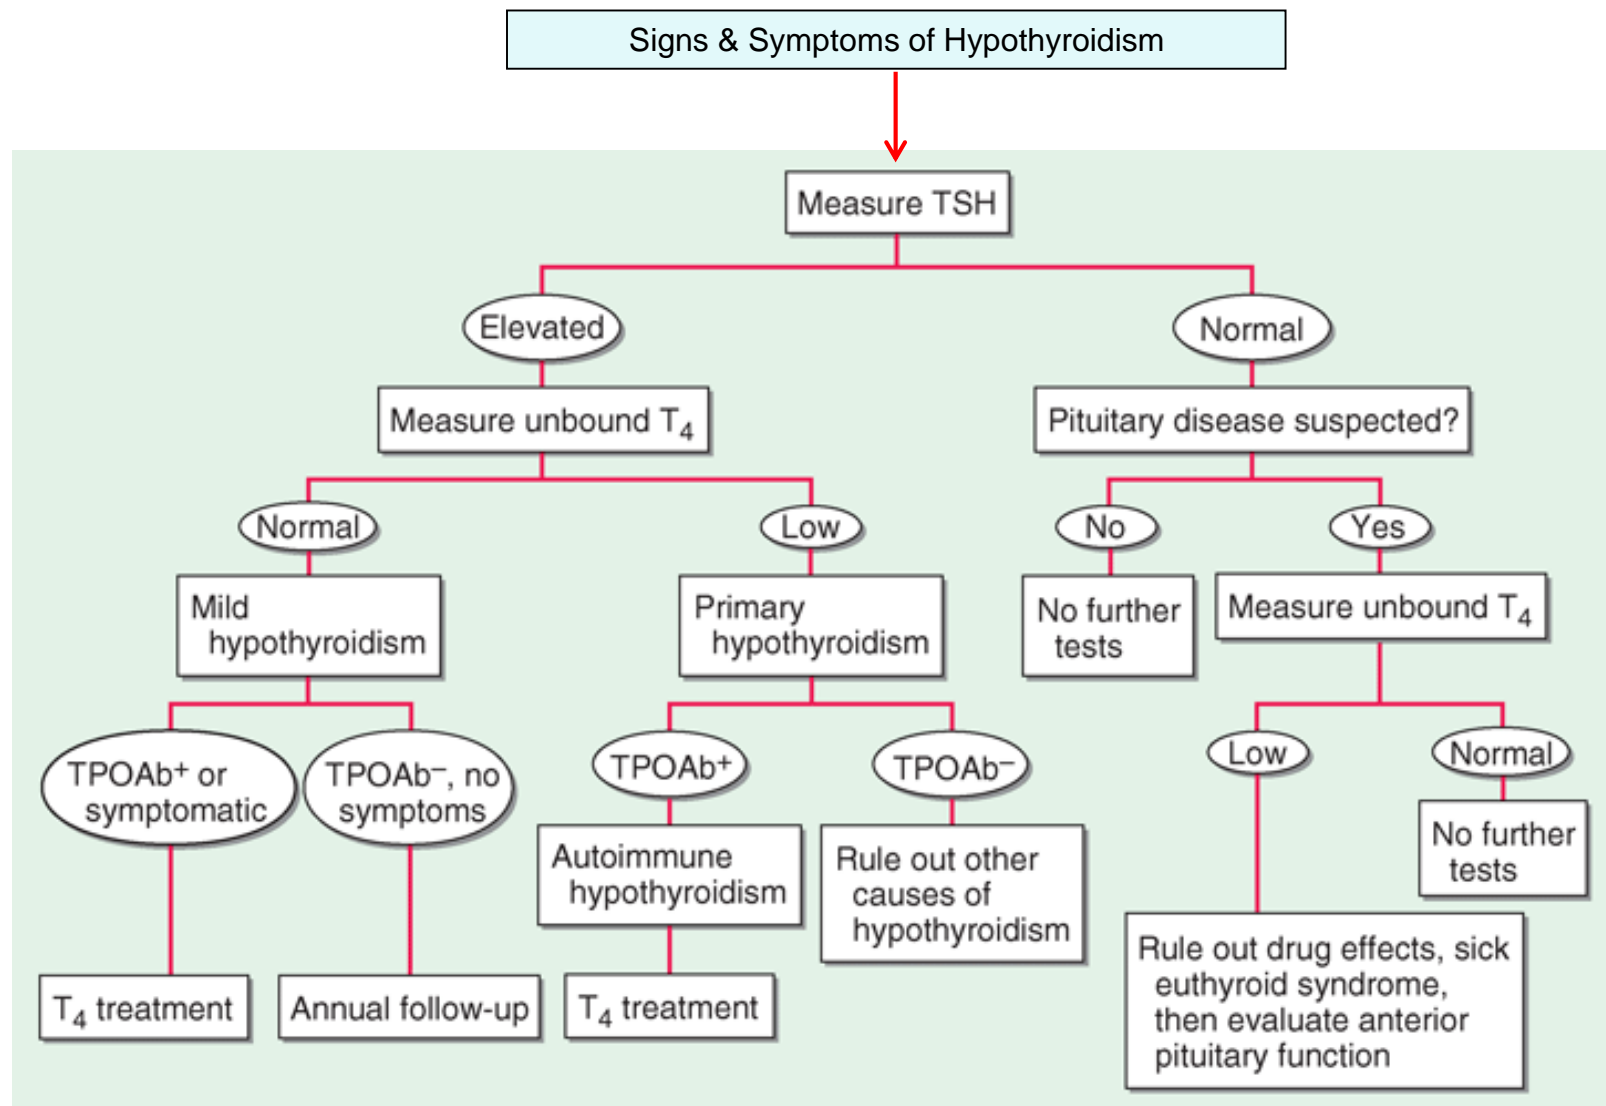 Signs & Symptoms of Hypothyroidism
Measure TSH
Elevated
Normal
Measure unbound T₄
Pituitary disease suspected?
Normal
Low
No
Yes
Mild
hypothyroidism
Primary
hypothyroidism
No further
tests
Measure unbound T₄
TPOAb⁺ or
symptomatic
TPOAb⁻, no
symptoms
TPOAb⁺
TPOAb⁻
Low
Normal
Autoimmune
hypothyroidism
Rule out other
causes of
hypothyroidism
No further
tests
T₄ treatment
Annual follow-up
T₄ treatment
Rule out drug effects, sick
euthyroid syndrome,
then evaluate anterior
pituitary function